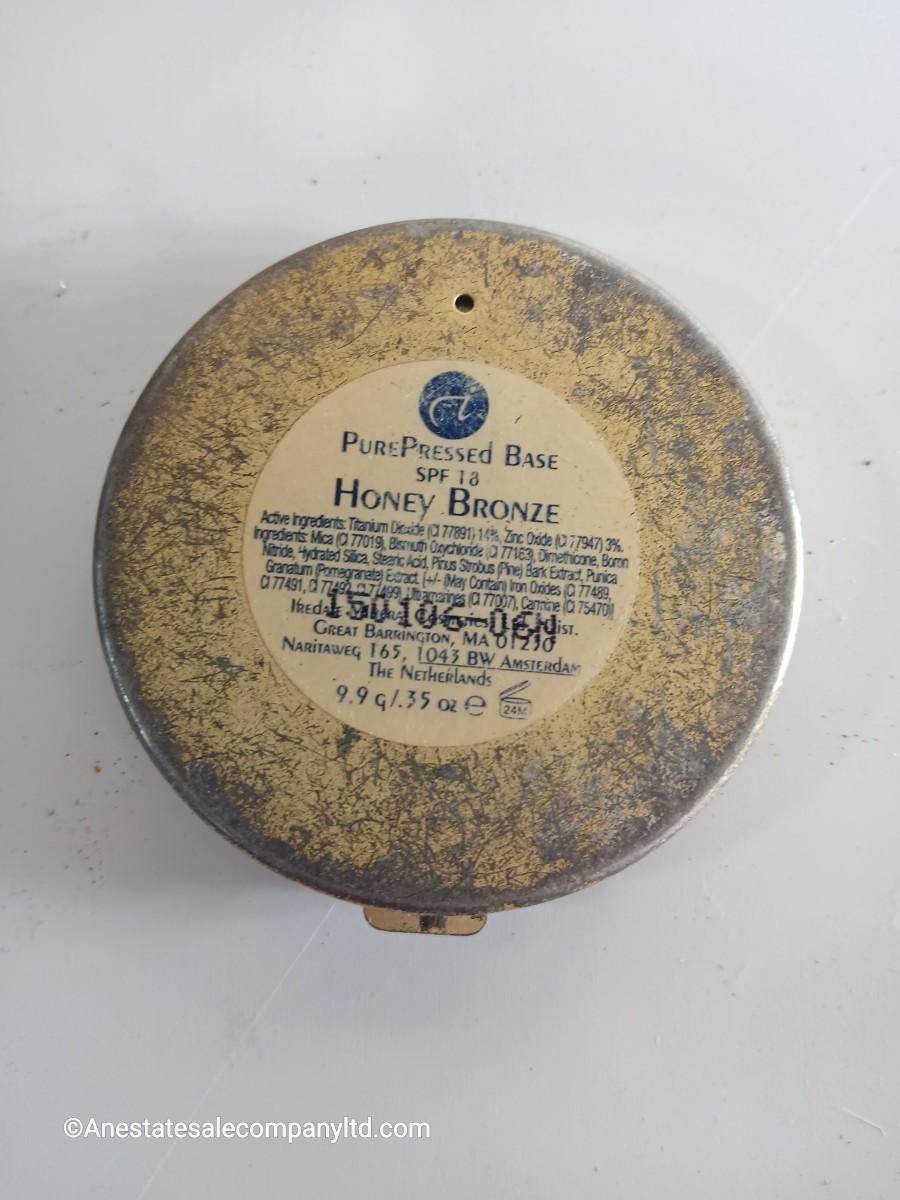 PurePressed Base
SPF 18
Honey Bronze
Active Ingredients: Titanium Dioxide (CI 77891) 14%, Zinc Oxide (CI 77947) 3%.
Ingredients: Mica (CI 77019), Bismuth Oxychloride (CI 77163), Dimethicone, Boron
Nitride, Hydrated Silica, Stearic Acid, Pinus Strobus (Pine) Bark Extract, Punica
Granatum (Pomegranate) Extract. [+/- (May Contain) Iron Oxides (CI 77489,
CI 77491, CI 77492, CI 77499), Ultramarines (CI 77007), Carmine (CI 75470)]
Iredale Mineral Cosmetics Dist.
Great Barrington, MA 01230
Naritaweg 165, 1043 BW Amsterdam
The Netherlands
9.9 g/.35 oz e 24M
©Anestatesalecompanyltd.com